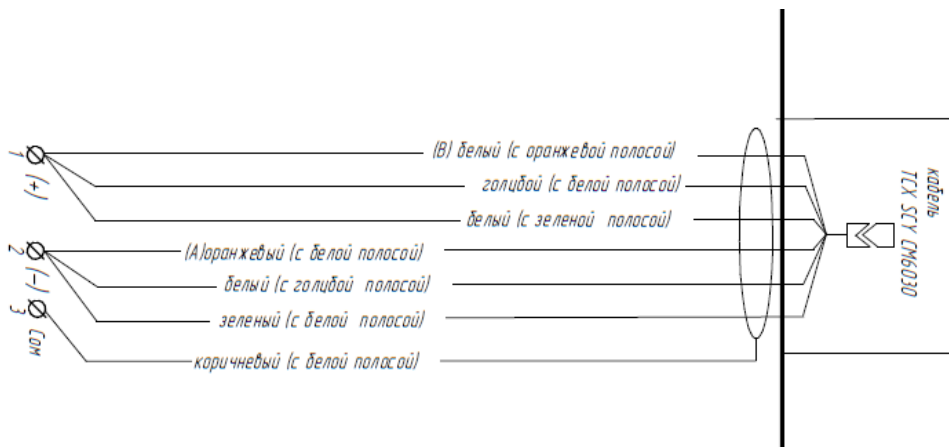 1 (+)
(В) белый (с оранжевой полосой)
голубой (с белой полосой)
белый (с зеленой полосой)
2 (-)
(А)оранжевый (с белой полосой)
белый (с голубой полосой)
зеленый (с белой полосой)
3 Com
коричневый (с белой полосой)
кабель
TCX SCY CM6030